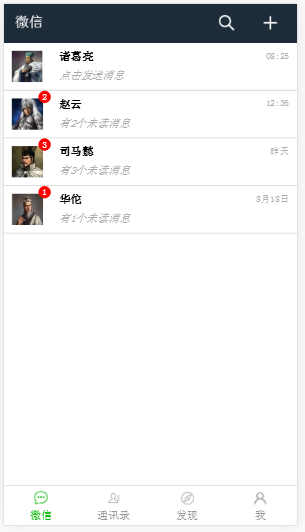 微信
诸葛亮 08:25
点击发送消息
2
赵云 12:36
有2个未读消息
3
司马懿 昨天
有3个未读消息
1
华佗 8月18日
有1个未读消息
微信 通讯录 发现 我